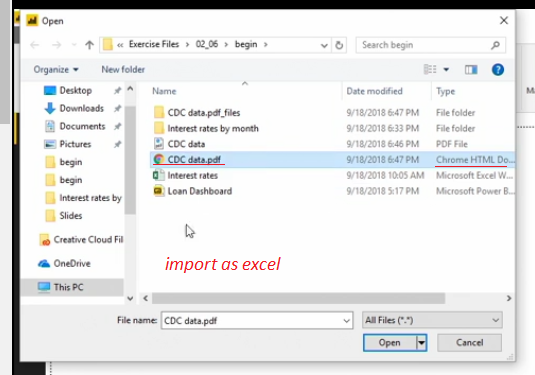 Open
« Exercise Files > 02_06 > begin >
Search begin
Organize
New folder
Name
Date modified
Type
Desktop
Downloads
Documents
Pictures
begin
begin
Interest rates by
Slides
Creative Cloud Fil
OneDrive
This PC
CDC data.pdf_files 9/18/2018 6:47 PM File folder
Interest rates by month 9/18/2018 6:33 PM File folder
CDC data 9/18/2018 6:46 PM PDF File
CDC data.pdf 9/18/2018 6:47 PM Chrome HTML Do...
Interest rates 9/18/2018 10:05 AM Microsoft Excel W...
Loan Dashboard 9/18/2018 5:17 PM Microsoft Power B...
import as excel
File name: CDC data.pdf
All Files (*.*)
Open
Cancel